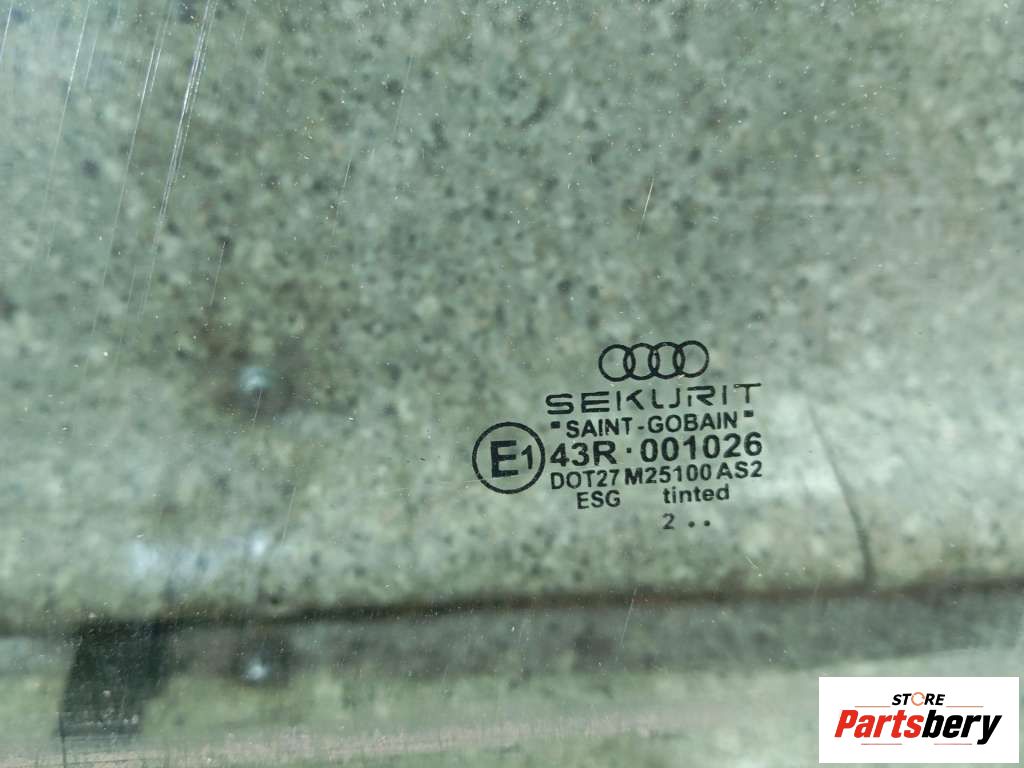 SEKURIT
"SAINT-GOBAIN"
E1 43R·001026
DOT27 M25100 AS2
ESG tinted
2 ..
STORE
Partsbery